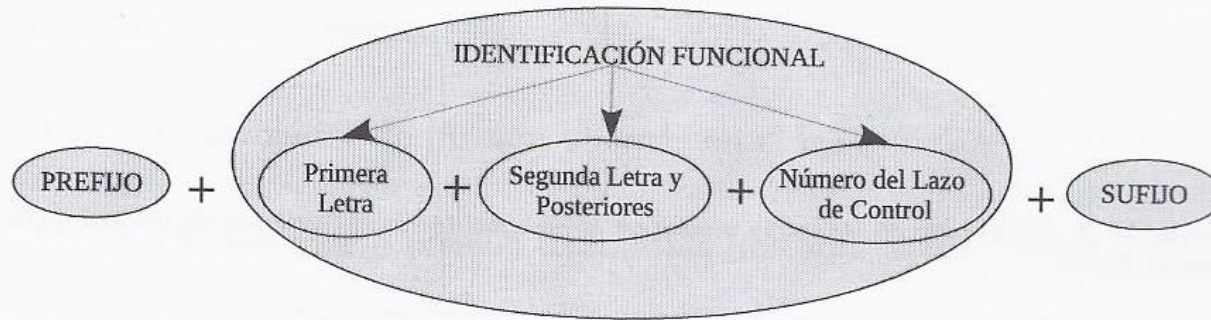 IDENTIFICACIÓN FUNCIONAL
PREFIJO
+
Primera
Letra
+
Segunda Letra y
Posteriores
+
Número del Lazo
de Control
+
SUFIJO